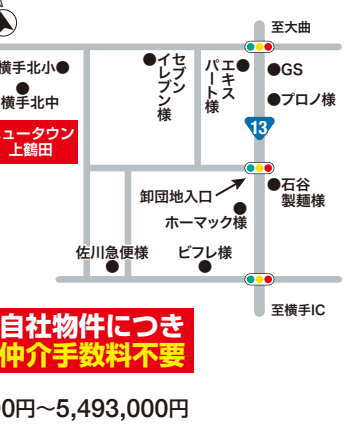 至大曲
横手北小
横手北中
セブン
イレブン様
エキス
パート様
GS
プロノ様
ニュータウン
上鶴田
13
卸団地入口
石谷
製麺様
ホーマック様
佐川急便様
ビフレ様
至横手IC
自社物件につき
仲介手数料不要
00円～5,493,000円